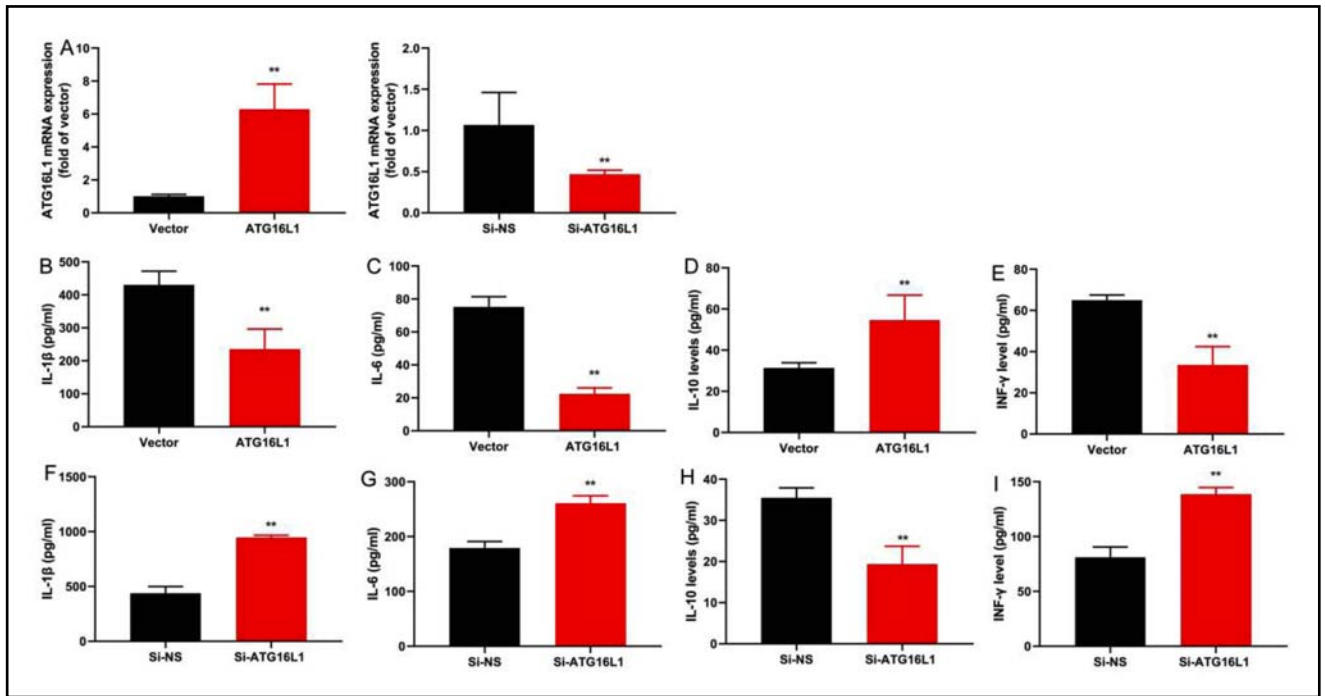 A
ATG16L1 mRNA expression
(fold of vector)
10
8
6
4
2
0
**
Vector
ATG16L1
ATG16L1 mRNA expression
(fold of vector)
2.0
1.5
1.0
0.5
0.0
**
Si-NS
Si-ATG16L1
B
IL-1β (pg/ml)
500
400
300
200
100
0
**
Vector
ATG16L1
C
IL-6 (pg/ml)
100
80
60
40
20
0
**
Vector
ATG16L1
D
IL-10 levels (pg/ml)
80
60
40
20
0
**
Vector
ATG16L1
E
INF-γ level (pg/ml)
80
60
40
20
0
**
Vector
ATG16L1
F
IL-1β (pg/ml)
1500
1000
500
0
**
Si-NS
Si-ATG16L1
G
IL-6 (pg/ml)
300
200
100
0
**
Si-NS
Si-ATG16L1
H
IL-10 levels (pg/ml)
40
30
20
10
0
**
Si-NS
Si-ATG16L1
I
INF-γ level (pg/ml)
150
100
50
0
**
Si-NS
Si-ATG16L1